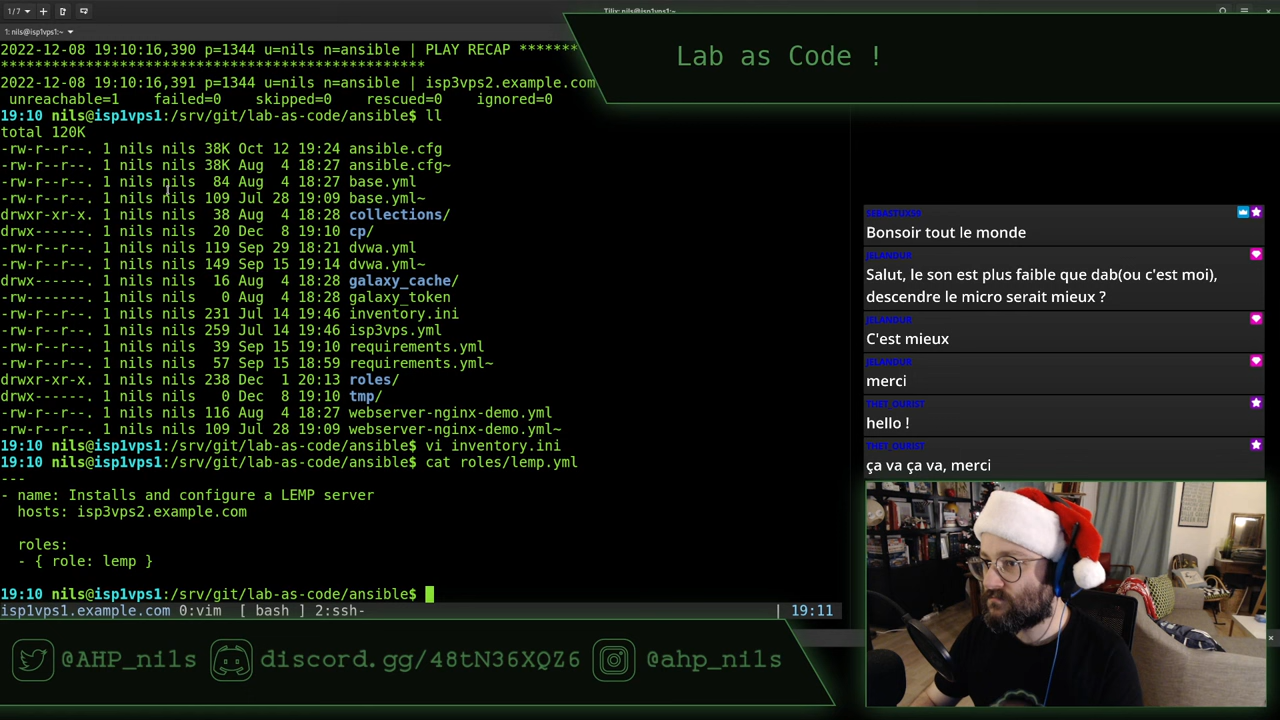 1/7
Tilix: nils@isp1vps1:~
1: nils@isp1vps1:~
2022-12-08 19:10:16,390 p=1344 u=nils n=ansible | PLAY RECAP *******
**************************************************
2022-12-08 19:10:16,391 p=1344 u=nils n=ansible | isp3vps2.example.com
unreachable=1    failed=0    skipped=0    rescued=0    ignored=0
19:10 nils@isp1vps1:/srv/git/lab-as-code/ansible$ ll
total 120K
-rw-r--r--. 1 nils nils 38K Oct 12 19:24 ansible.cfg
-rw-r--r--. 1 nils nils 38K Aug  4 18:27 ansible.cfg~
-rw-r--r--. 1 nils nils  84 Aug  4 18:27 base.yml
-rw-r--r--. 1 nils nils 109 Jul 28 19:09 base.yml~
drwxr-xr-x. 1 nils nils  38 Aug  4 18:28 collections/
drwx------. 1 nils nils  20 Dec  8 19:10 cp/
-rw-r--r--. 1 nils nils 119 Sep 29 18:21 dvwa.yml
-rw-r--r--. 1 nils nils 149 Sep 15 19:14 dvwa.yml~
drwx------. 1 nils nils  16 Aug  4 18:28 galaxy_cache/
-rw-------. 1 nils nils   0 Aug  4 18:28 galaxy_token
-rw-r--r--. 1 nils nils 231 Jul 14 19:46 inventory.ini
-rw-r--r--. 1 nils nils 259 Jul 14 19:46 isp3vps.yml
-rw-r--r--. 1 nils nils  39 Sep 15 19:10 requirements.yml
-rw-r--r--. 1 nils nils  57 Sep 15 18:59 requirements.yml~
drwxr-xr-x. 1 nils nils 238 Dec  1 20:13 roles/
drwx------. 1 nils nils   0 Dec  8 19:10 tmp/
-rw-r--r--. 1 nils nils 116 Aug  4 18:27 webserver-nginx-demo.yml
-rw-r--r--. 1 nils nils 109 Jul 28 19:09 webserver-nginx-demo.yml~
19:10 nils@isp1vps1:/srv/git/lab-as-code/ansible$ vi inventory.ini
19:10 nils@isp1vps1:/srv/git/lab-as-code/ansible$ cat roles/lemp.yml
---
- name: Installs and configure a LEMP server
hosts: isp3vps2.example.com
roles:
- { role: lemp }
19:10 nils@isp1vps1:/srv/git/lab-as-code/ansible$
isp1vps1.example.com 0:vim  [ bash ] 2:ssh-  | 19:11
Lab as Code !
SEBASTUX59
Bonsoir tout le monde
JELANDUR
Salut, le son est plus faible que dab(ou c'est moi),
descendre le micro serait mieux ?
JELANDUR
C'est mieux
JELANDUR
merci
THET_OURIST
hello !
THET_OURIST
ça va ça va, merci
@AHP_nils
discord.gg/48tN36XQZ6
@ahp_nils